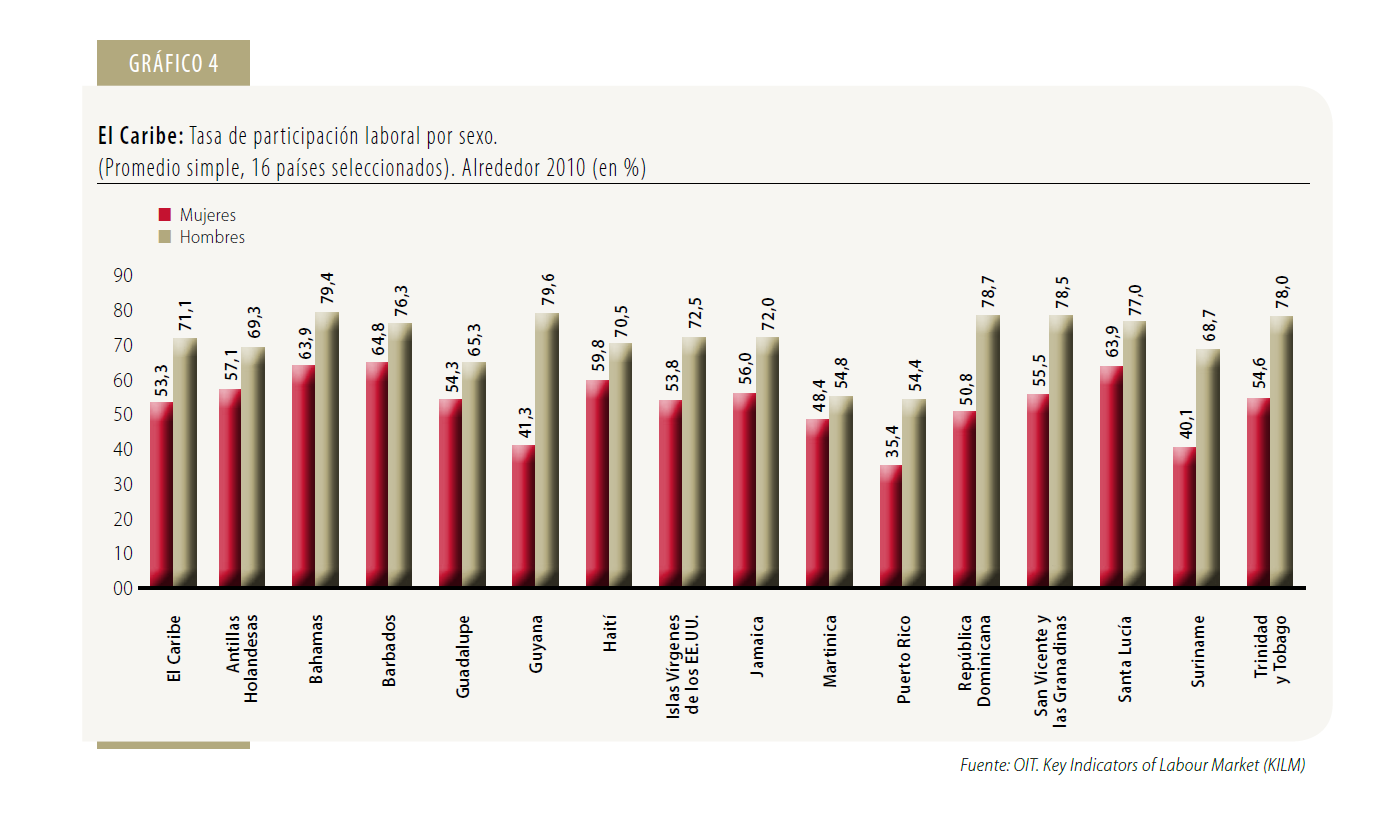 GRÁFICO 4
El Caribe: Tasa de participación laboral por sexo.
(Promedio simple, 16 países seleccionados). Alrededor 2010 (en %)
Mujeres
Hombres
90
80
70
60
50
40
30
20
10
00
53,3
71,1
57,1
69,3
63,9
79,4
64,8
76,3
54,3
65,3
41,3
79,6
59,8
70,5
53,8
72,5
56,0
72,0
48,4
54,8
35,4
54,4
50,8
78,7
55,5
78,5
63,9
77,0
40,1
68,7
54,6
78,0
El Caribe
Antillas
Holandesas
Bahamas
Barbados
Guadalupe
Guyana
Haití
Islas Vírgenes
de los EE.UU.
Jamaica
Martinica
Puerto Rico
República
Dominicana
San Vicente y
las Granadinas
Santa Lucía
Suriname
Trinidad
y Tobago
Fuente: OIT. Key Indicators of Labour Market (KILM)